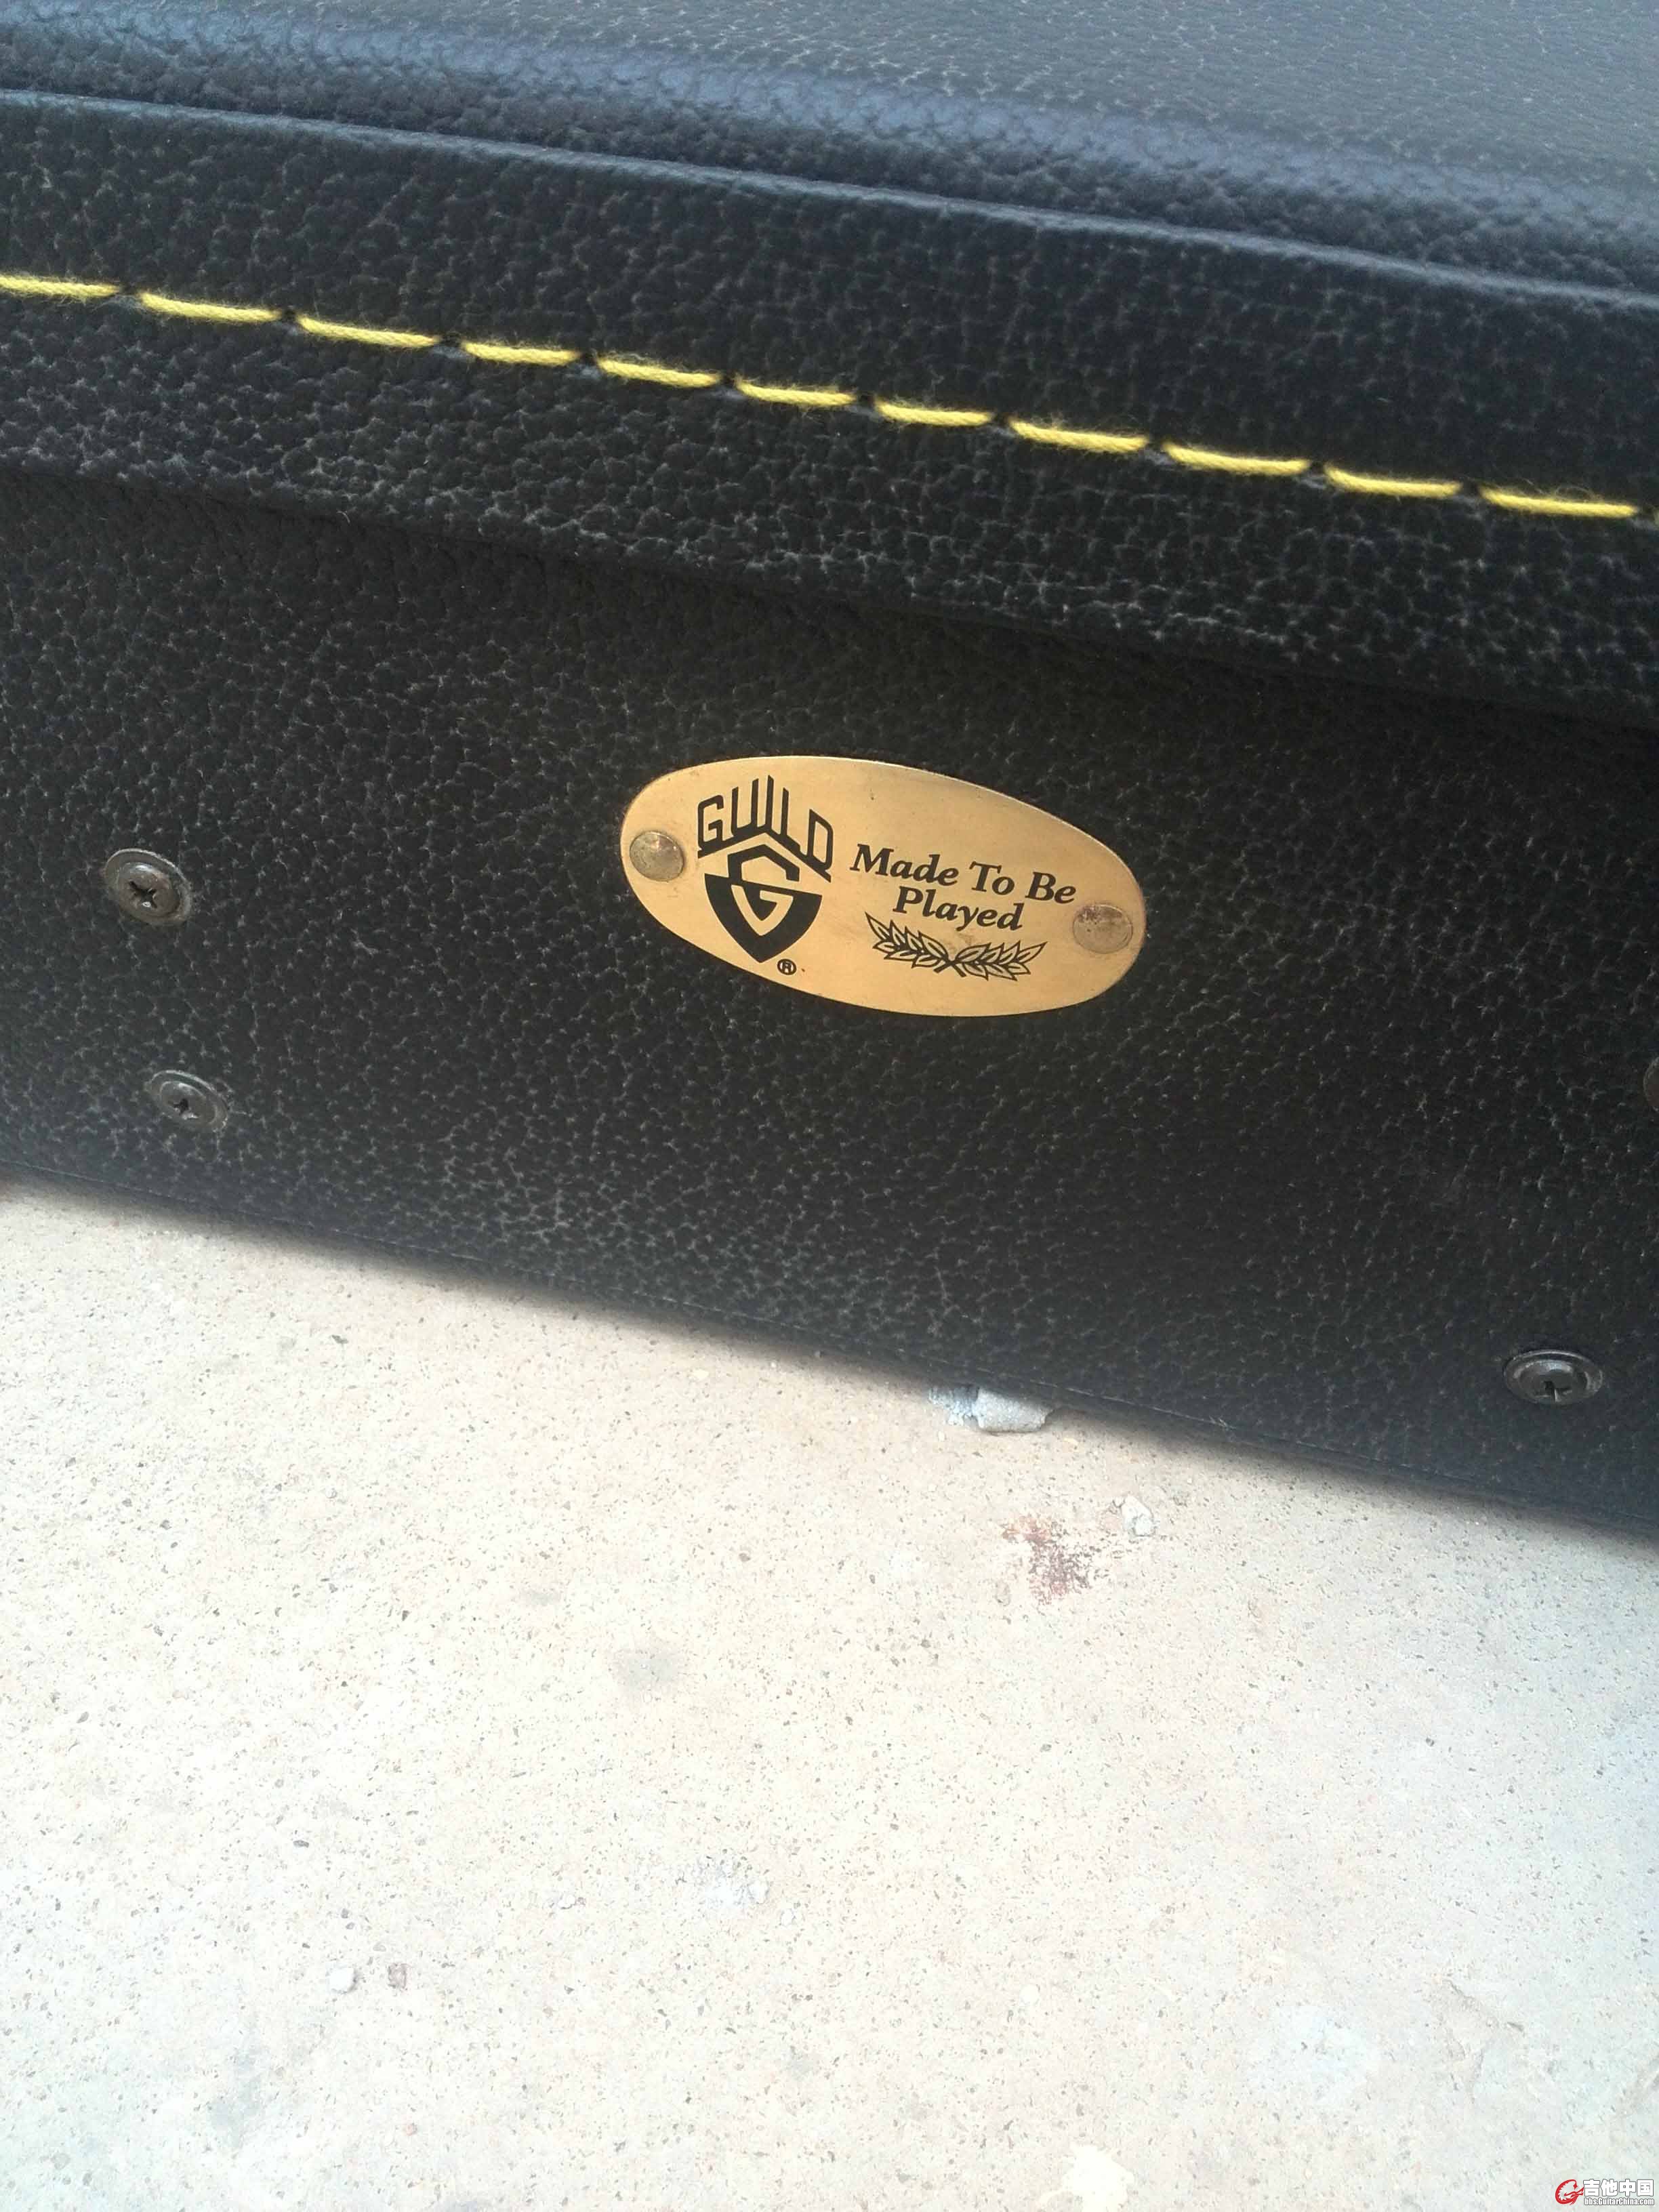 GUILD
G
®
Made To Be
Played
吉他中国
bbs.GuitarChina.com